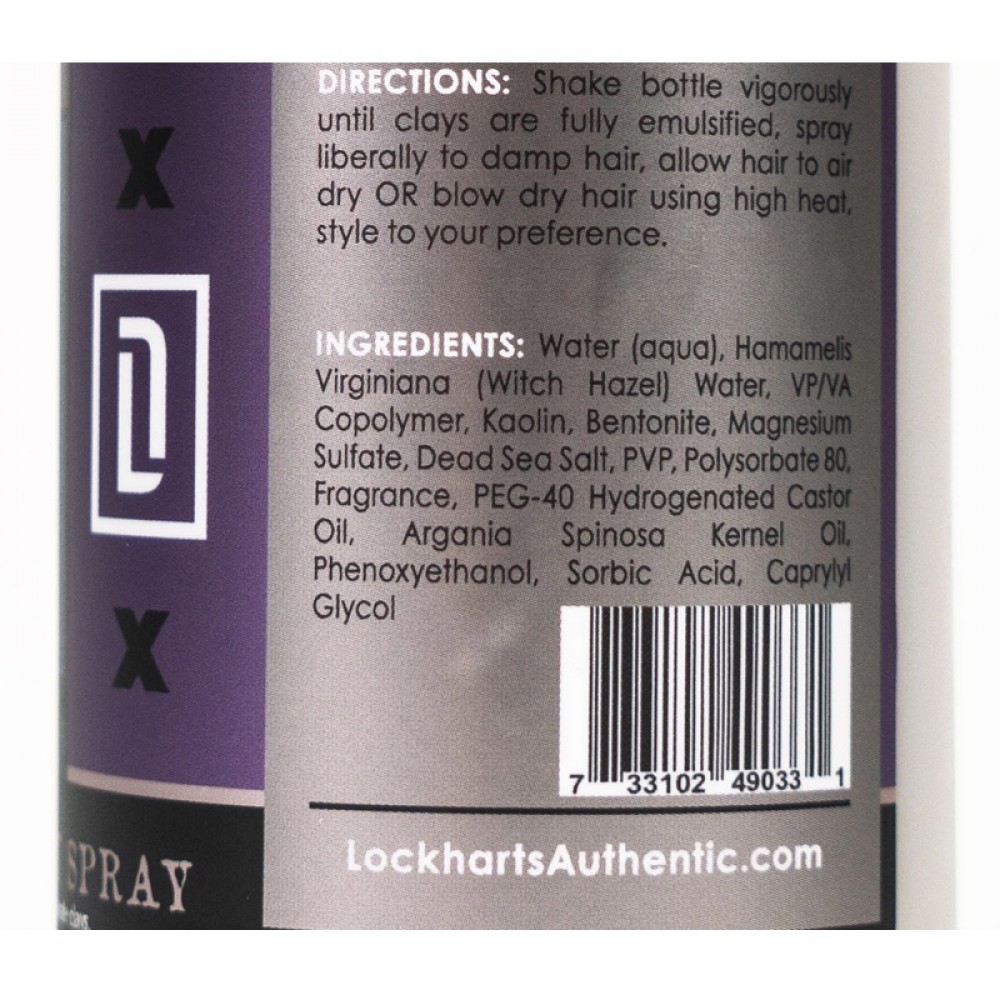 DIRECTIONS: Shake bottle vigorously
until clays are fully emulsified, spray
liberally to damp hair, allow hair to air
dry OR blow dry hair using high heat,
style to your preference.
INGREDIENTS: Water (aqua), Hamamelis
Virginiana (Witch Hazel) Water, VP/VA
Copolymer, Kaolin, Bentonite, Magnesium
Sulfate, Dead Sea Salt, PVP, Polysorbate 80,
Fragrance, PEG-40 Hydrogenated Castor
Oil, Argania Spinosa Kernel Oil,
Phenoxyethanol, Sorbic Acid, Caprylyl
Glycol
7 33102 49033 1
LockhartsAuthentic.com
X
L
X
SPRAY
clays.